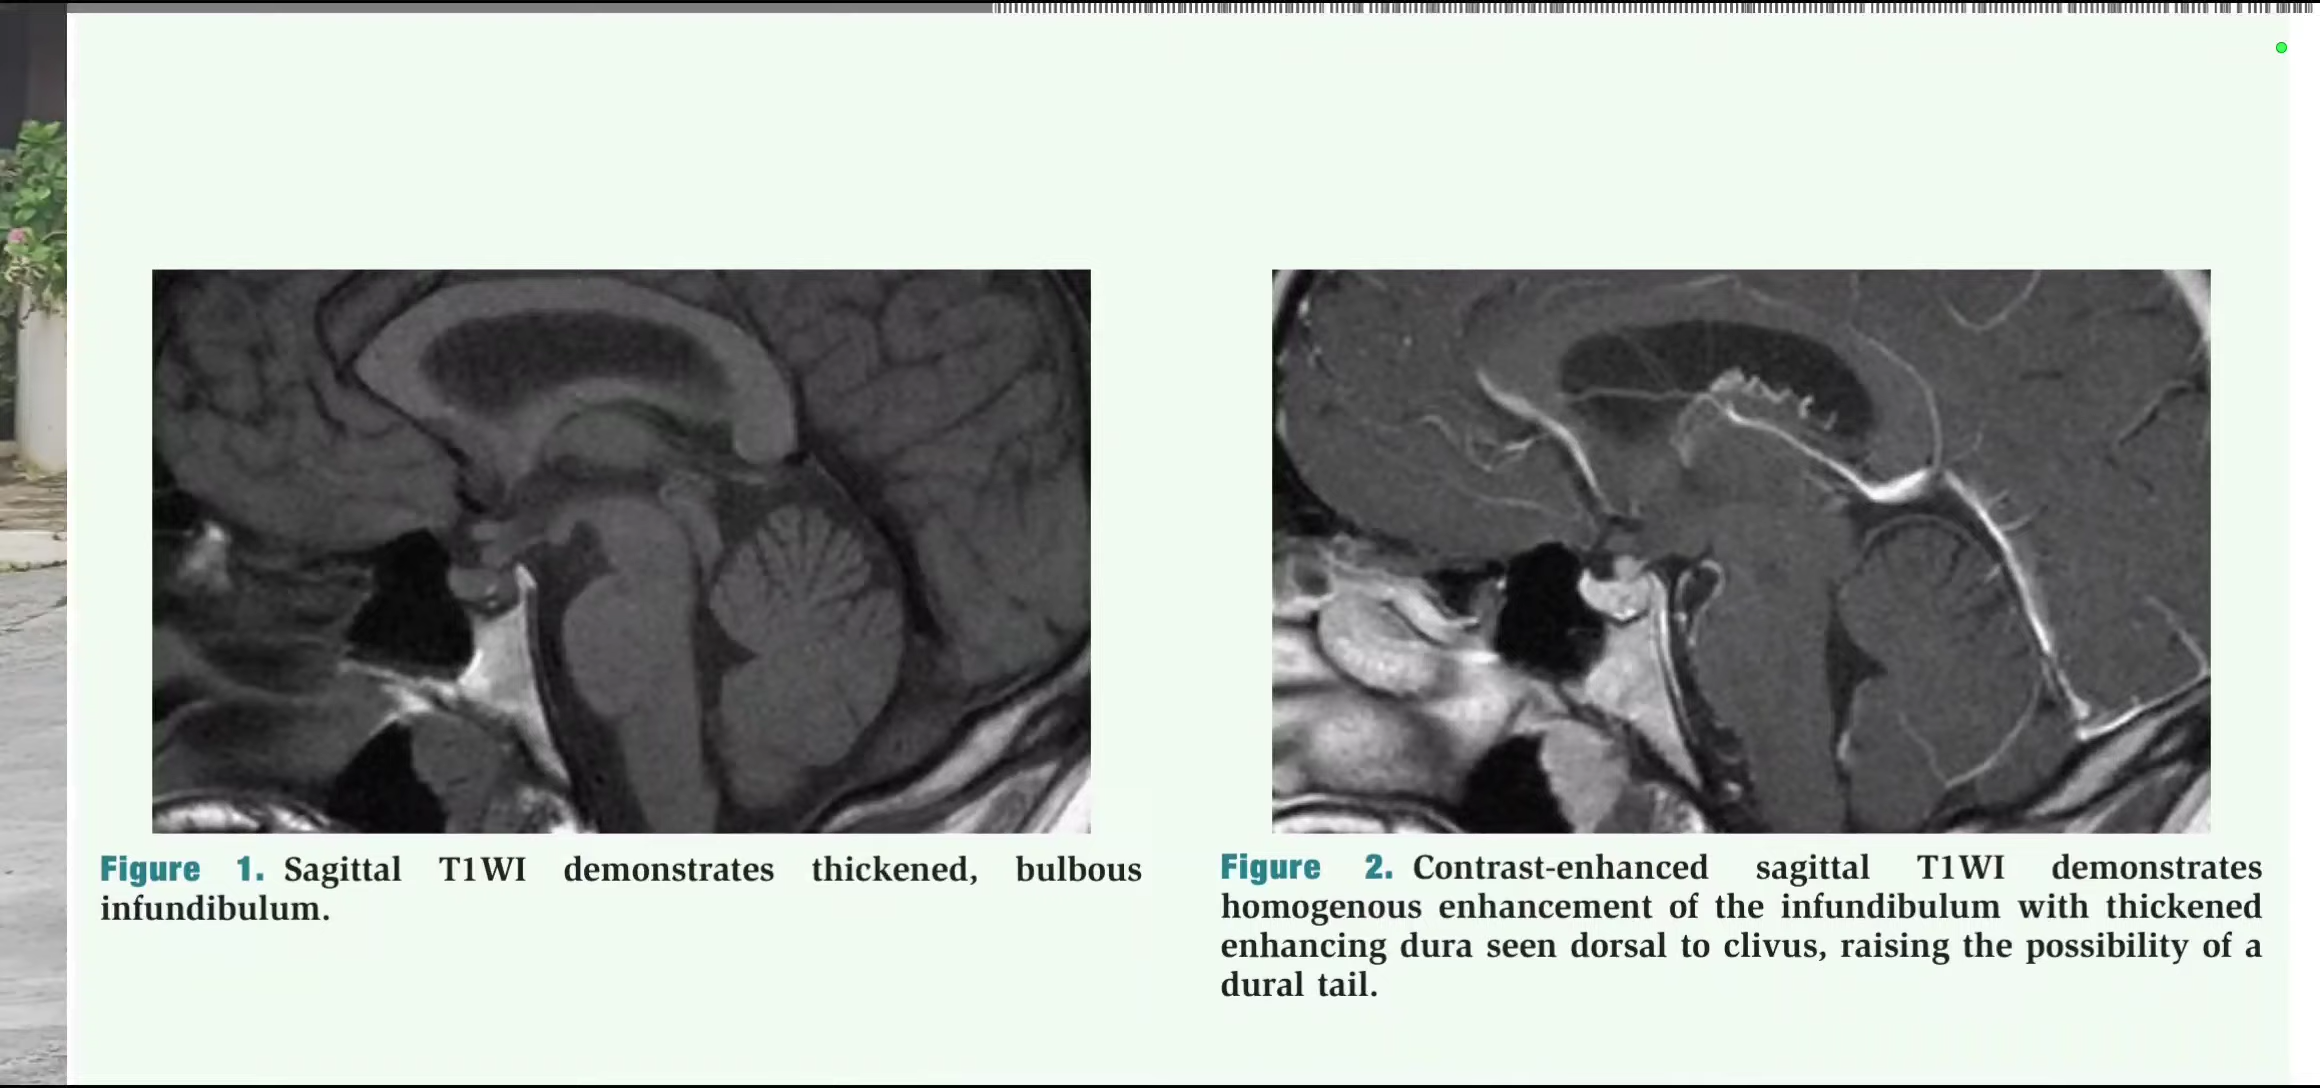 Figure 1. Sagittal T1WI demonstrates thickened, bulbous
infundibulum.
Figure 2. Contrast-enhanced sagittal T1WI demonstrates
homogenous enhancement of the infundibulum with thickened
enhancing dura seen dorsal to clivus, raising the possibility of a
dural tail.